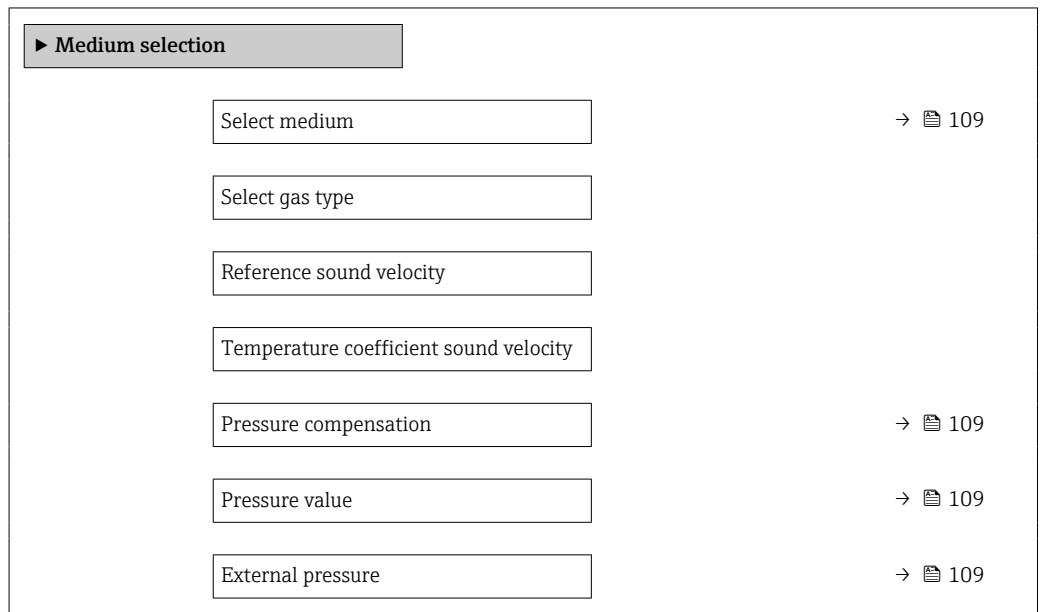 ▶ Medium selection
Select medium → 109
Select gas type
Reference sound velocity
Temperature coefficient sound velocity
Pressure compensation → 109
Pressure value → 109
External pressure → 109